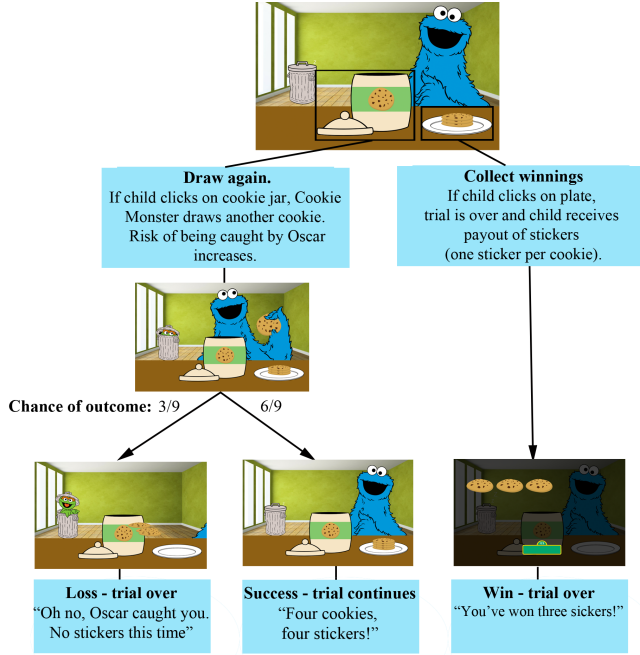 Draw again.
If child clicks on cookie jar, Cookie
Monster draws another cookie.
Risk of being caught by Oscar
increases.
Collect winnings
If child clicks on plate,
trial is over and child receives
payout of stickers
(one sticker per cookie).
Chance of outcome: 3/9
6/9
Loss - trial over
“Oh no, Oscar caught you.
No stickers this time”
Success - trial continues
“Four cookies,
four stickers!”
Win - trial over
“You’ve won three sickers!”